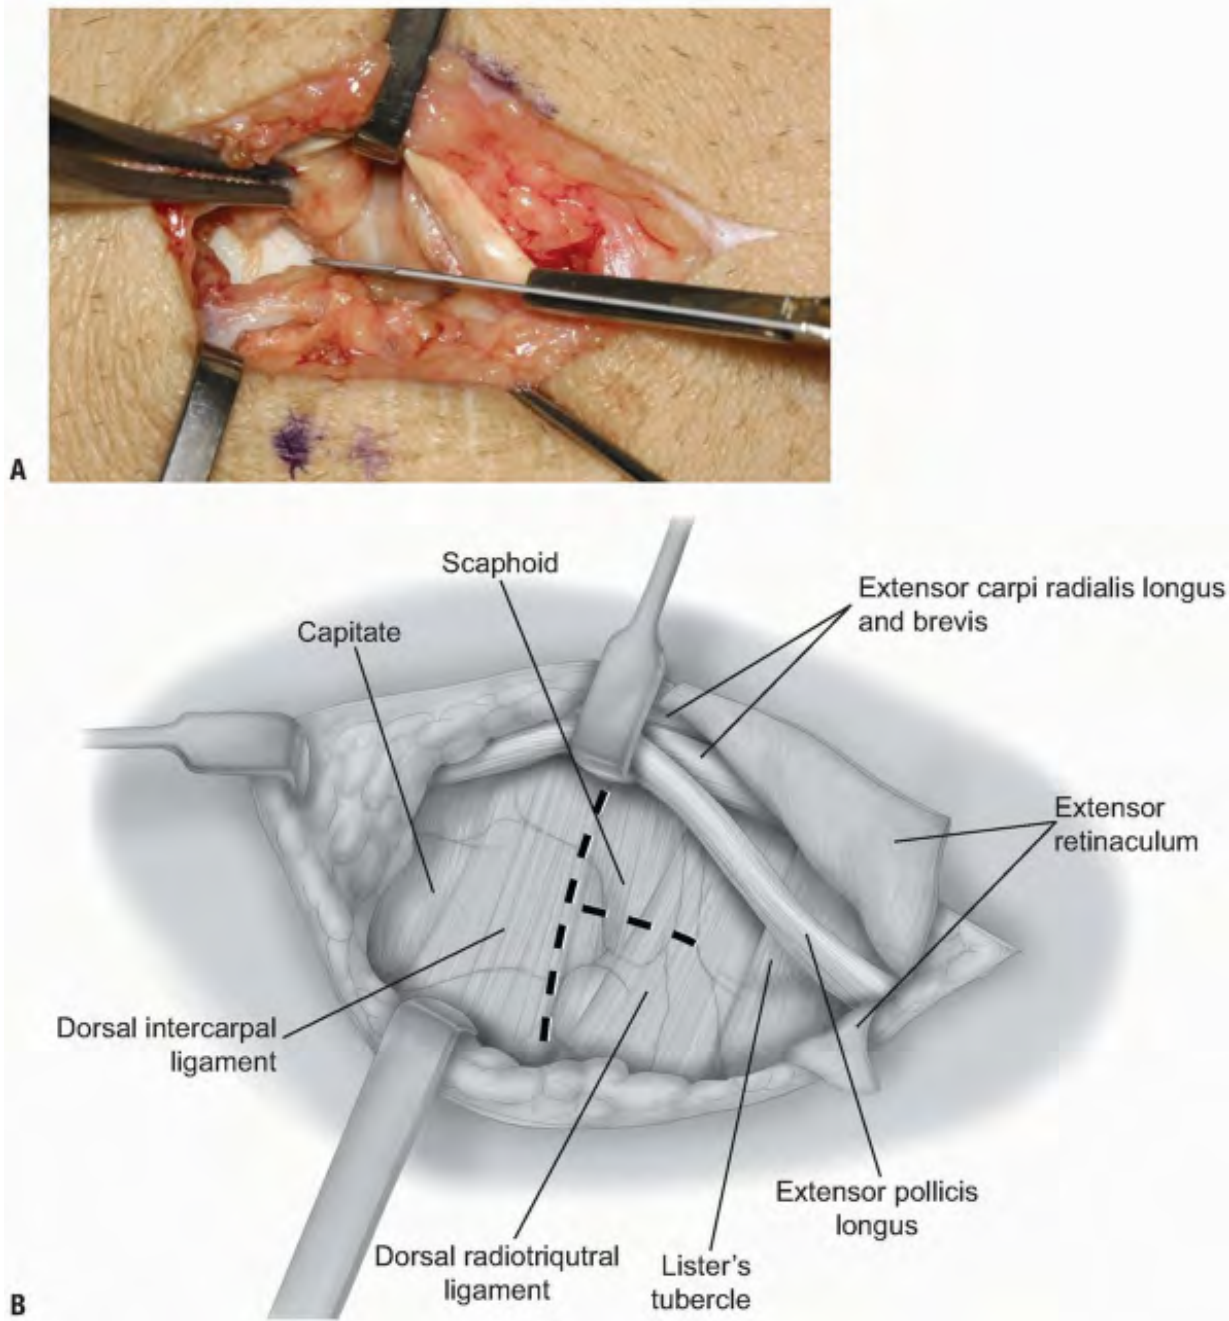 A
Scaphoid
Capitate
Extensor carpi radialis longus
and brevis
Extensor
retinaculum
Dorsal intercarpal
ligament
Extensor pollicis
longus
Dorsal radiotriqutral
ligament
Lister's
tubercle
B